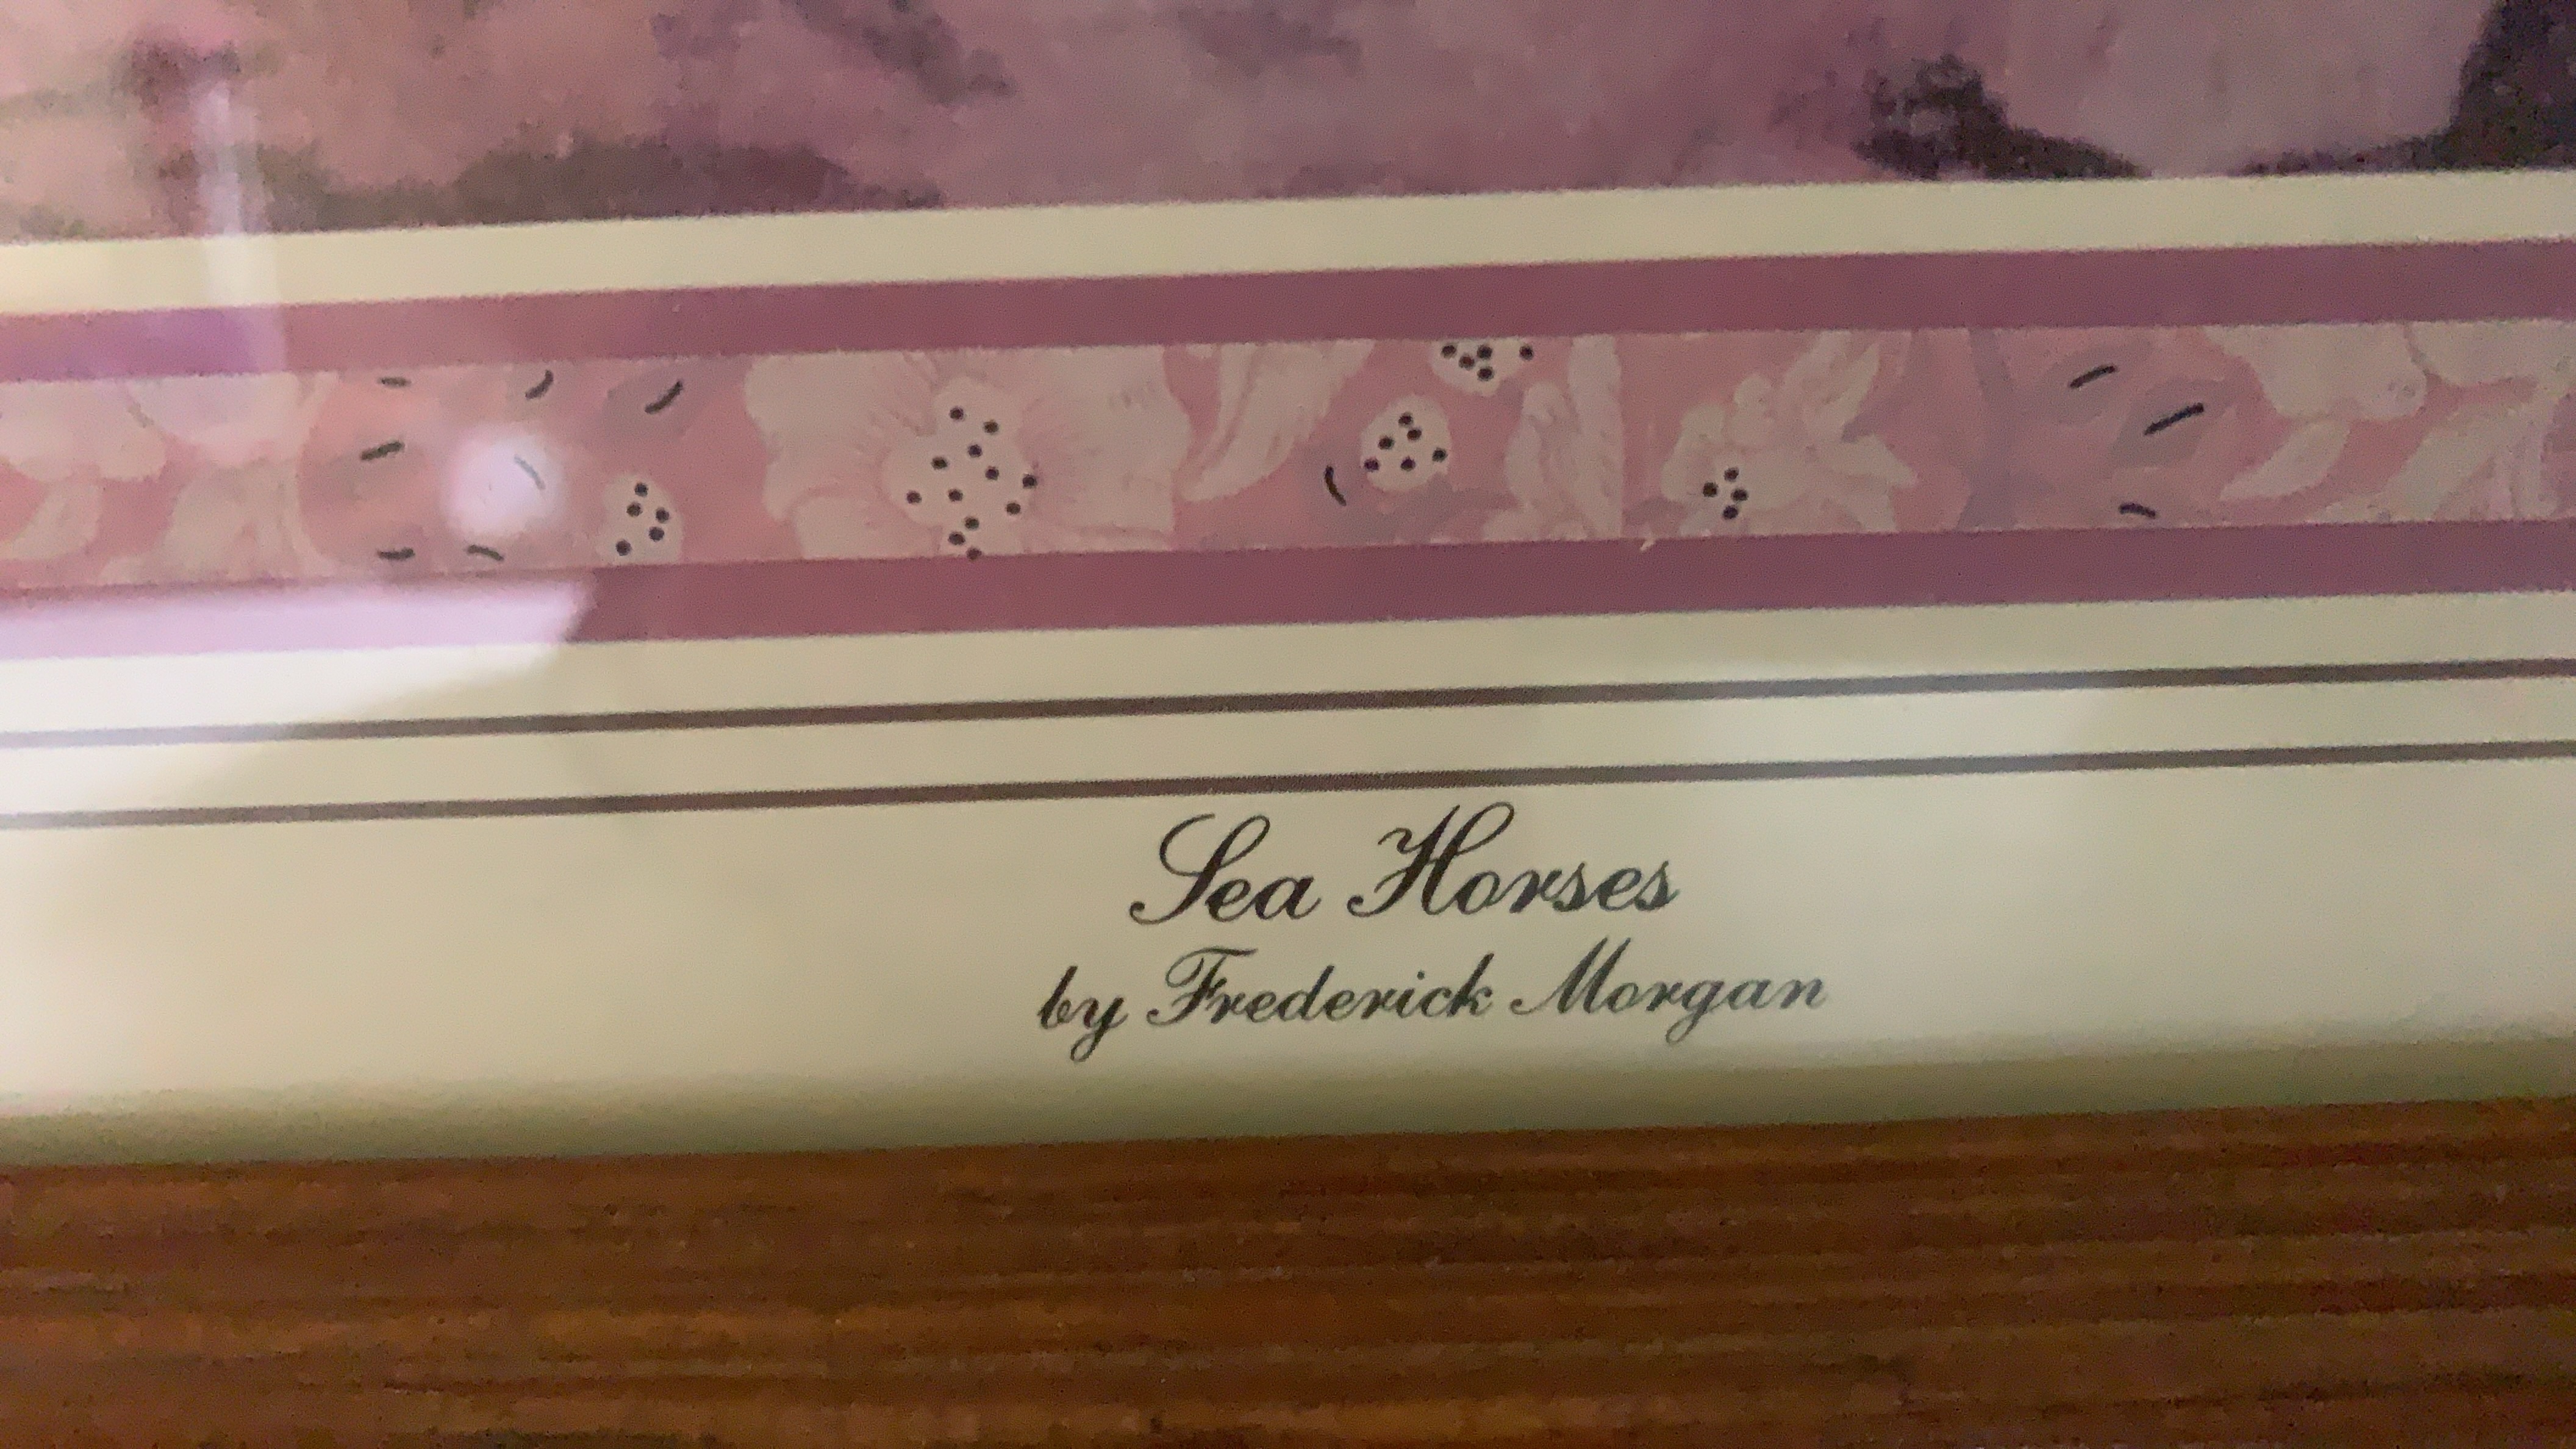 Sea Horses
by Frederick Morgan